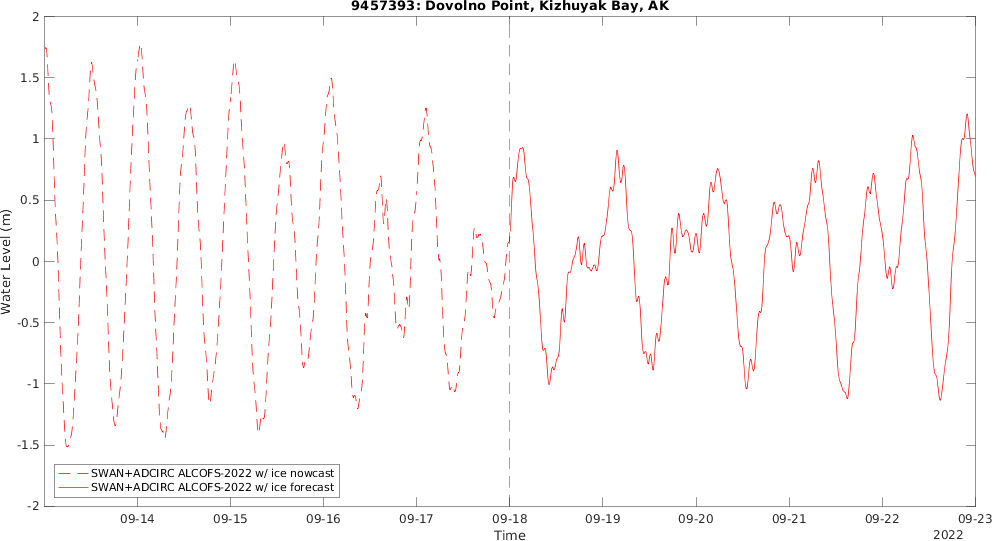 9457393: Dovolno Point, Kizhuyak Bay, AK
Water Level (m)
2
1.5
1
0.5
0
-0.5
-1
-1.5
-2
SWAN+ADCIRC ALCOFS-2022 w/ ice nowcast
SWAN+ADCIRC ALCOFS-2022 w/ ice forecast
09-14 09-15 09-16 09-17 09-18 09-19 09-20 09-21 09-22 09-23
Time
2022